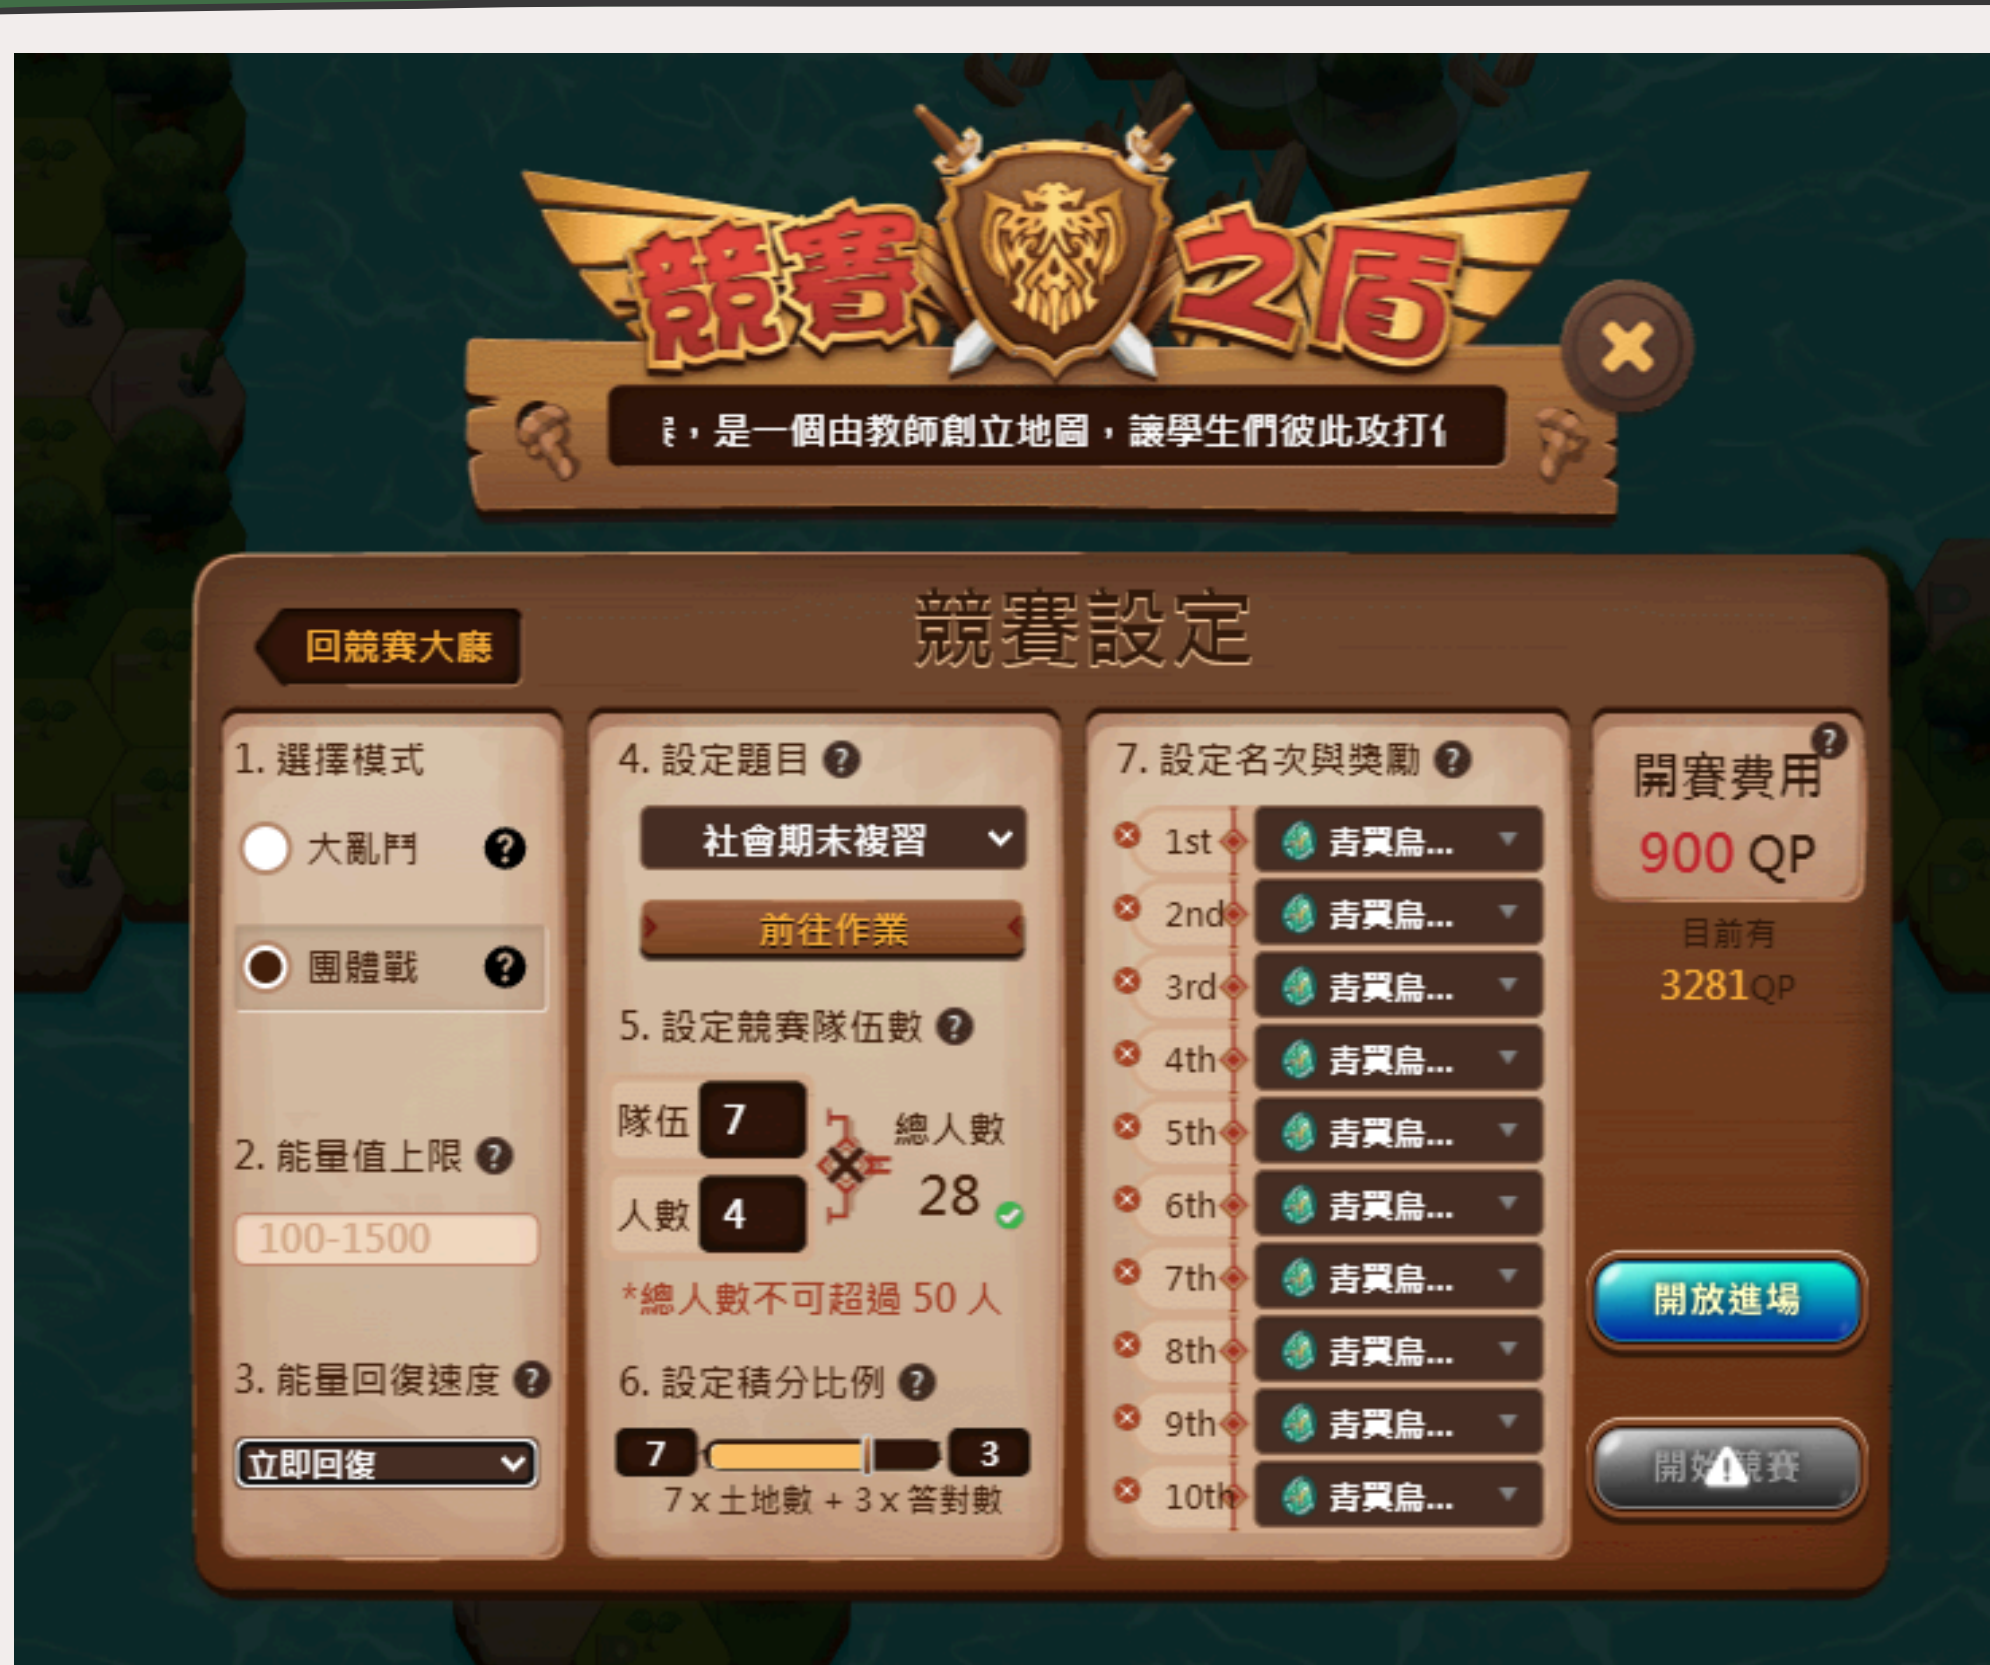 競賽之盾
,是一個由教師創立地圖,讓學生們彼此攻打
競賽設定
回競賽大廳
1. 選擇模式
大亂鬥
團體戰
2. 能量值上限
100-1500
3. 能量回復速度
立即回復
4. 設定題目
社會期末複習
前往作業
5. 設定競賽隊伍數
隊伍 7
人數 4
總人數
28
*總人數不可超過 50 人
6. 設定積分比例
7 3
7 x 土地數 + 3 x 答對數
7. 設定名次與獎勵
1st 青翼鳥...
2nd 青翼鳥...
3rd 青翼鳥...
4th 青翼鳥...
5th 青翼鳥...
6th 青翼鳥...
7th 青翼鳥...
8th 青翼鳥...
9th 青翼鳥...
10th 青翼鳥...
開賽費用
900 QP
目前有
3281QP
開放進場
開始競賽